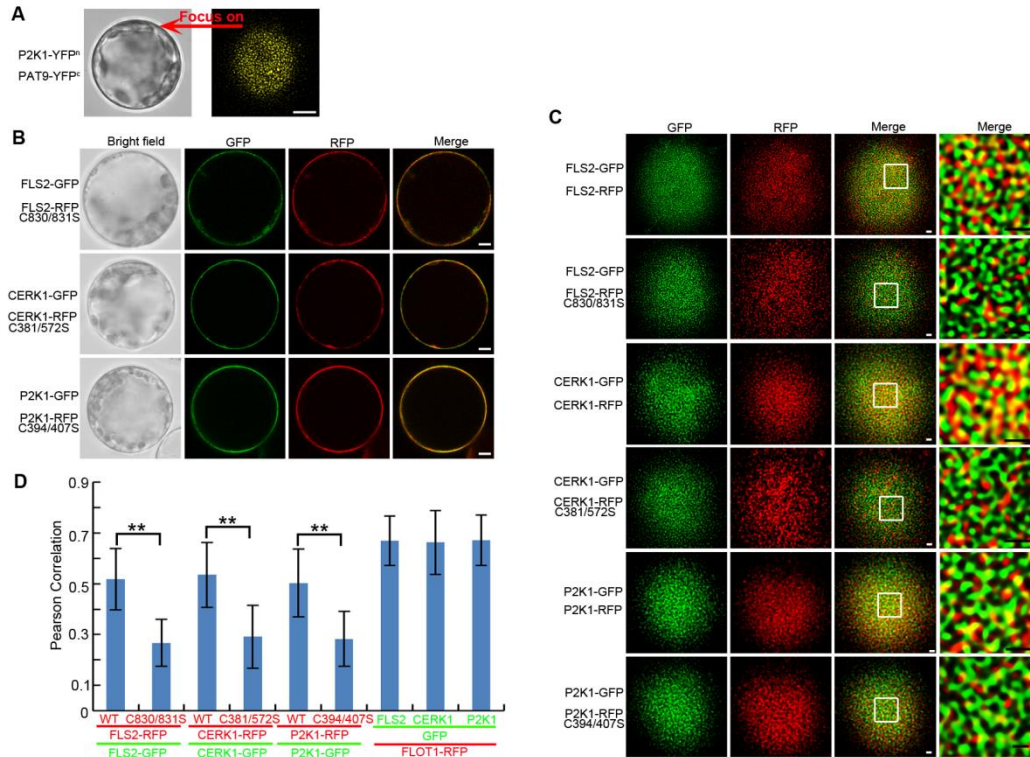 A
Focus on
P2K1-YFPⁿ
PAT9-YFPᶜ
B
Bright field GFP RFP Merge
FLS2-GFP
FLS2-RFP
C830/831S
CERK1-GFP
CERK1-RFP
C381/572S
P2K1-GFP
P2K1-RFP
C394/407S
C
GFP RFP Merge Merge
FLS2-GFP
FLS2-RFP
FLS2-GFP
FLS2-RFP
C830/831S
CERK1-GFP
CERK1-RFP
CERK1-GFP
CERK1-RFP
C381/572S
P2K1-GFP
P2K1-RFP
P2K1-GFP
P2K1-RFP
C394/407S
D
Pearson Correlation
0.9
0.7
0.5
0.3
0.1
** ** **
WT C830/831S WT C381/572S WT C394/407S FLS2 CERK1 P2K1
FLS2-RFP CERK1-RFP P2K1-RFP GFP
FLS2-GFP CERK1-GFP P2K1-GFP FLOT1-RFP